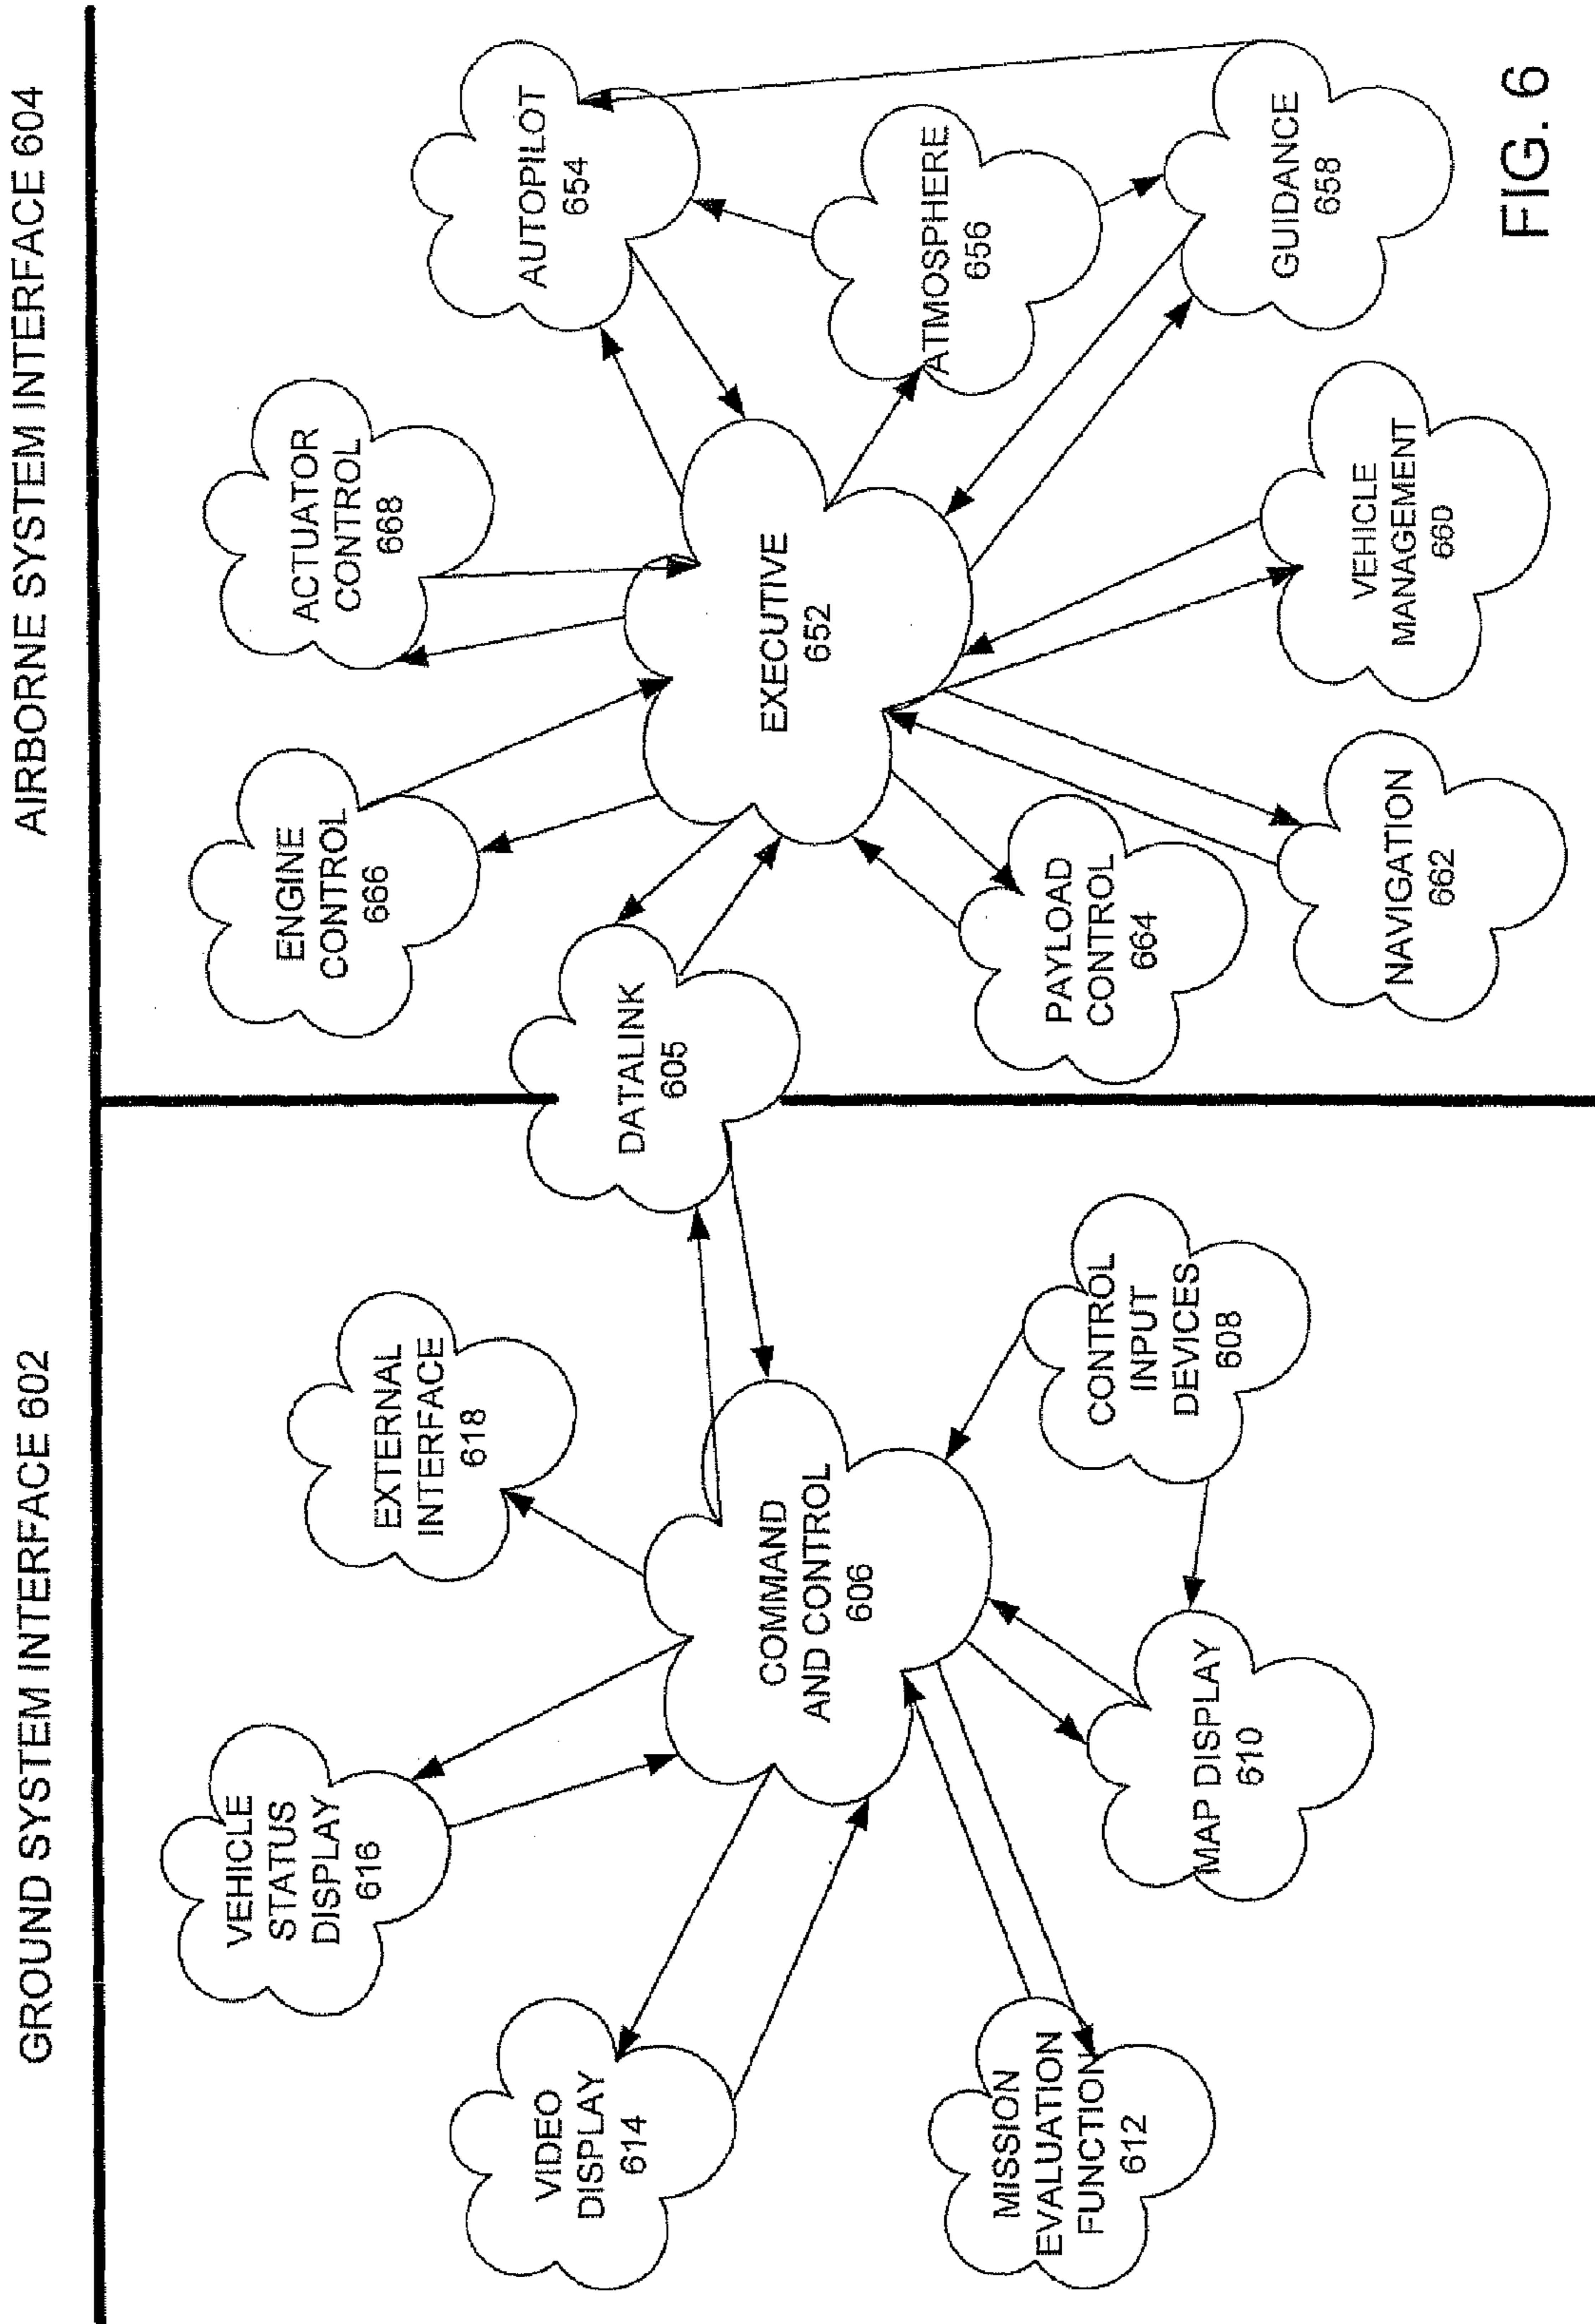 GROUND SYSTEM INTERFACE 602
AIRBORNE SYSTEM INTERFACE 604
VEHICLE
STATUS
DISPLAY
616
EXTERNAL
INTERFACE
618
VIDEO
DISPLAY
614
COMMAND
AND CONTROL
606
MISSION
EVALUATION
FUNCTION
612
MAP DISPLAY
610
CONTROL
INPUT
DEVICES
608
DATALINK
605
ENGINE
CONTROL
666
ACTUATOR
CONTROL
668
AUTOPILOT
654
EXECUTIVE
652
ATMOSPHERE
656
PAYLOAD
CONTROL
664
NAVIGATION
662
VEHICLE
MANAGEMENT
660
GUIDANCE
658
FIG. 6